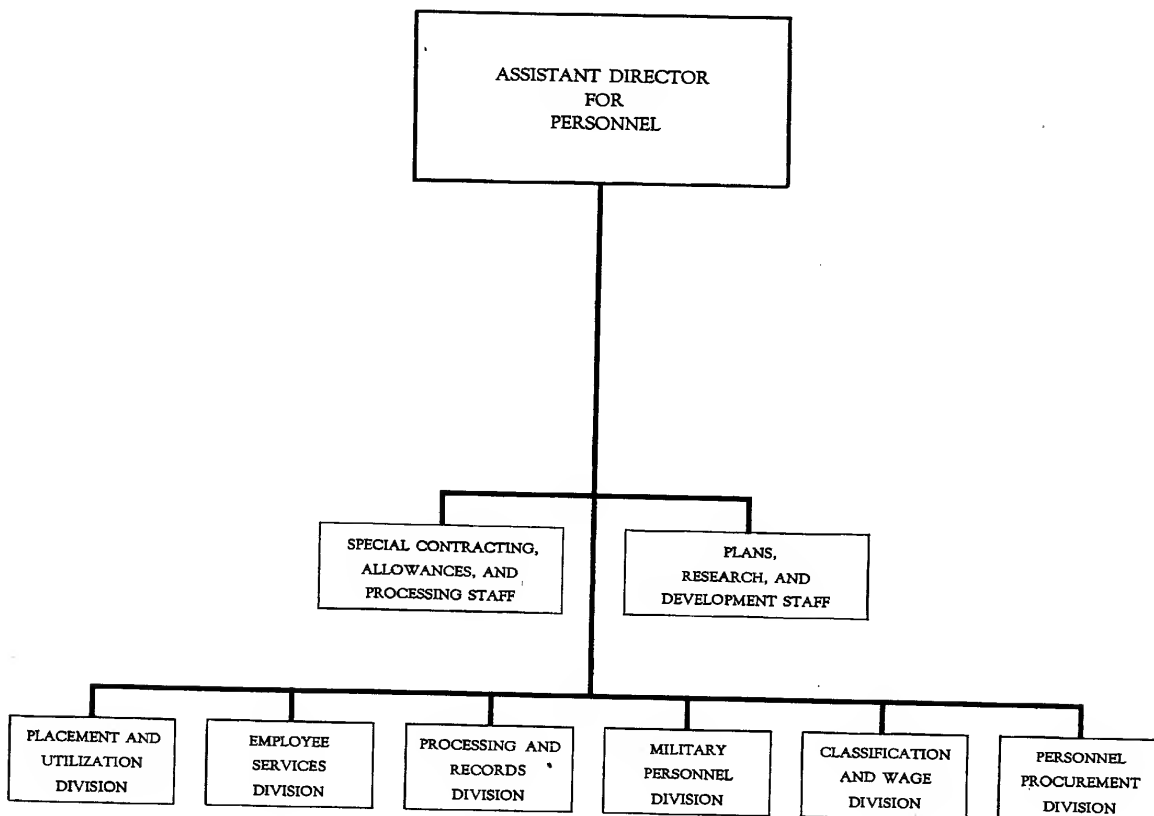 ASSISTANT DIRECTOR
FOR
PERSONNEL
SPECIAL CONTRACTING,
ALLOWANCES, AND
PROCESSING STAFF
PLANS,
RESEARCH, AND
DEVELOPMENT STAFF
PLACEMENT AND
UTILIZATION
DIVISION
EMPLOYEE
SERVICES
DIVISION
PROCESSING AND
RECORDS
DIVISION
MILITARY
PERSONNEL
DIVISION
CLASSIFICATION
AND WAGE
DIVISION
PERSONNEL
PROCUREMENT
DIVISION